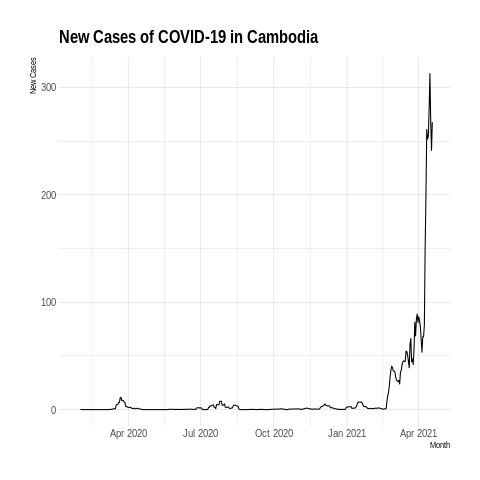 New Cases of COVID-19 in Cambodia
New Cases
300
200
100
0
Apr 2020 Jul 2020 Oct 2020 Jan 2021 Apr 2021
Month